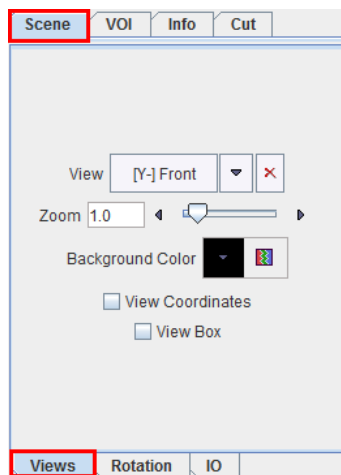 Scene VOI Info Cut
View [Y-] Front
Zoom 1.0
Background Color
View Coordinates
View Box
Views Rotation IO